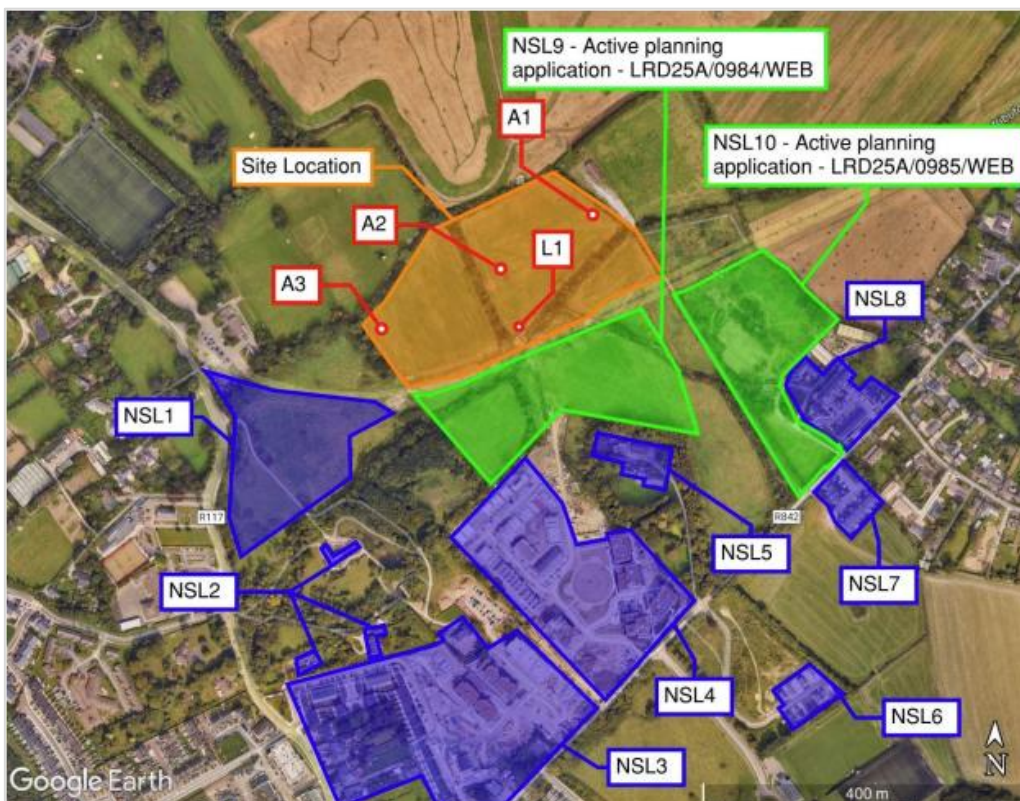 NSL9 - Active planning
application - LRD25A/0984/WEB
A1
NSL10 - Active planning
application - LRD25A/0985/WEB
Site Location
A2
L1
A3
NSL8
NSL1
R117
R842
NSL5
NSL2
NSL7
NSL4
NSL6
NSL3
N
Google Earth
400 m